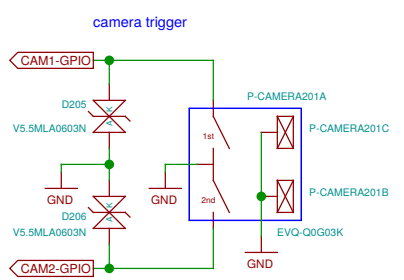 camera trigger
CAM1-GPIO
P-CAMERA201A
D205
V5.5MLA0603N
A K
1st
P-CAMERA201C
GND
GND
2nd
P-CAMERA201B
D206
V5.5MLA0603N
A K
EVQ-Q0G03K
CAM2-GPIO
GND